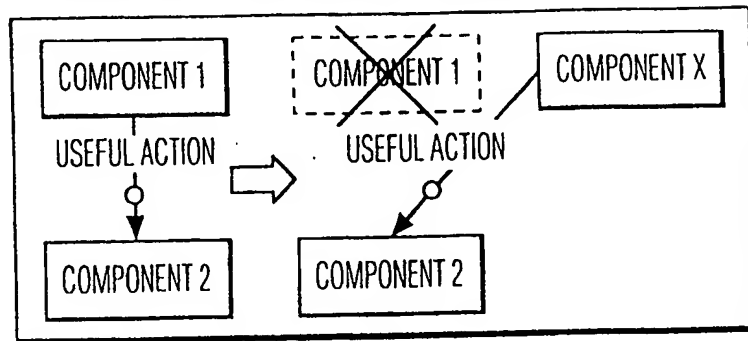 COMPONENT 1
COMPONENT 1
COMPONENT X
USEFUL ACTION
USEFUL ACTION
COMPONENT 2
COMPONENT 2